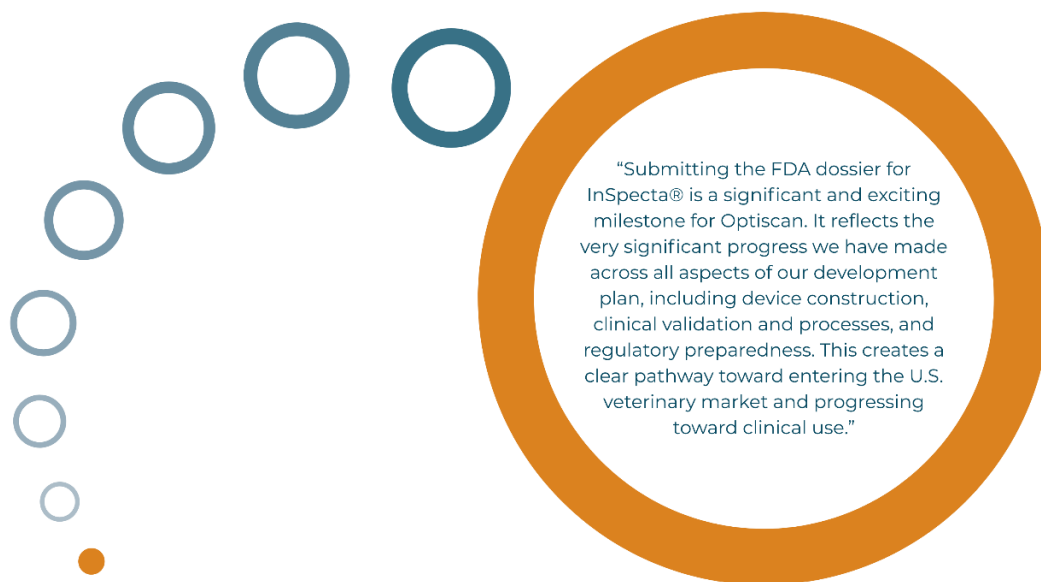 “Submitting the FDA dossier for
InSpecta® is a significant and exciting
milestone for Optiscan. It reflects the
very significant progress we have made
across all aspects of our development
plan, including device construction,
clinical validation and processes, and
regulatory preparedness. This creates a
clear pathway toward entering the U.S.
veterinary market and progressing
toward clinical use.”